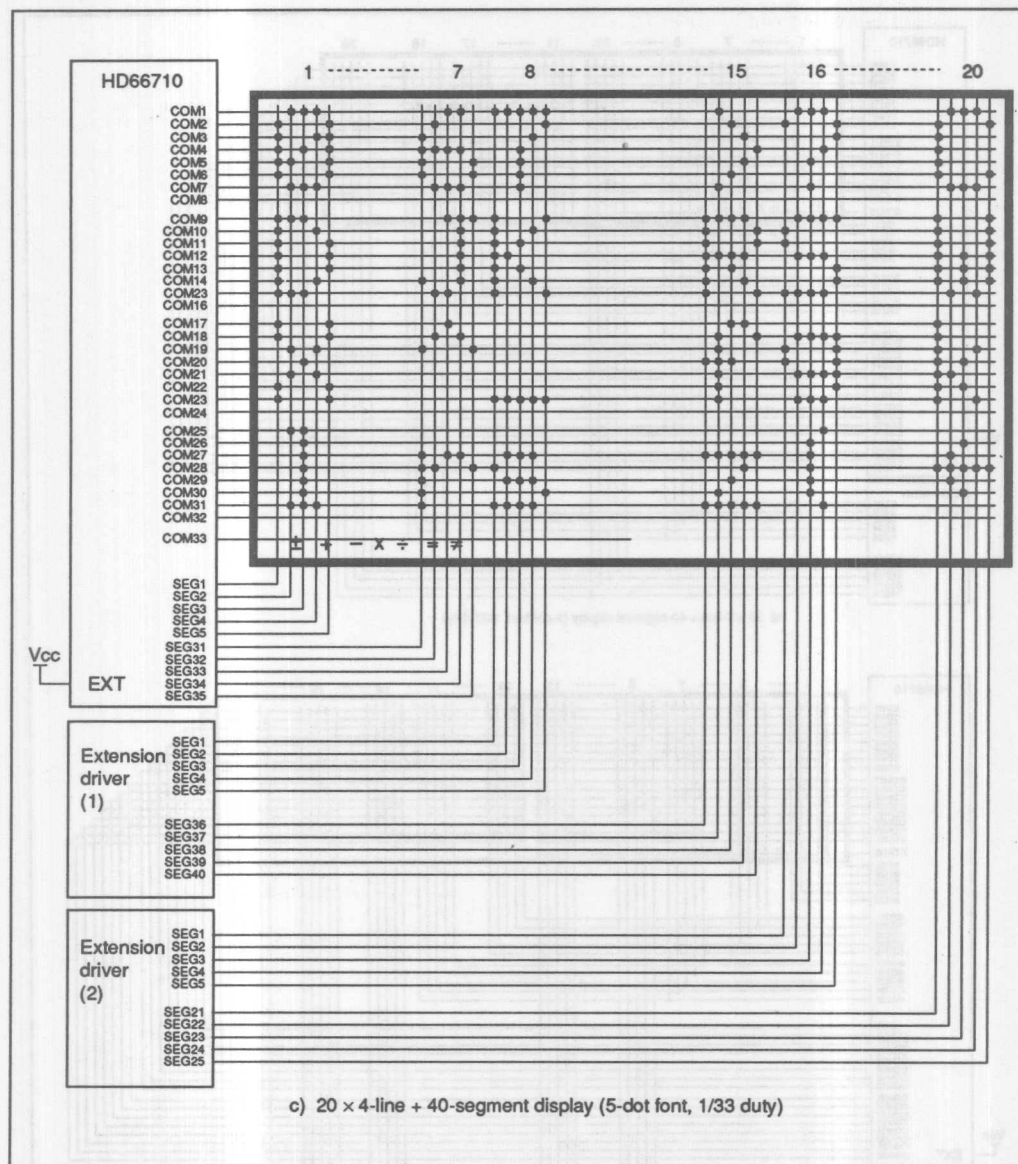 HD66710
1 7 8 15 16 20
COM1
COM2
COM3
COM4
COM5
COM6
COM7
COM8
COM9
COM10
COM11
COM12
COM13
COM14
COM23
COM16
COM17
COM18
COM19
COM20
COM21
COM22
COM23
COM24
COM25
COM26
COM27
COM28
COM29
COM30
COM31
COM32
COM33
± + − x ÷ = ≠
SEG1
SEG2
SEG3
SEG4
SEG5
SEG31
SEG32
SEG33
SEG34
SEG35
Vcc
EXT
Extension
driver
(1)
SEG1
SEG2
SEG3
SEG4
SEG5
SEG36
SEG37
SEG38
SEG39
SEG40
Extension
driver
(2)
SEG1
SEG2
SEG3
SEG4
SEG5
SEG21
SEG22
SEG23
SEG24
SEG25
c) 20 × 4-line + 40-segment display (5-dot font, 1/33 duty)